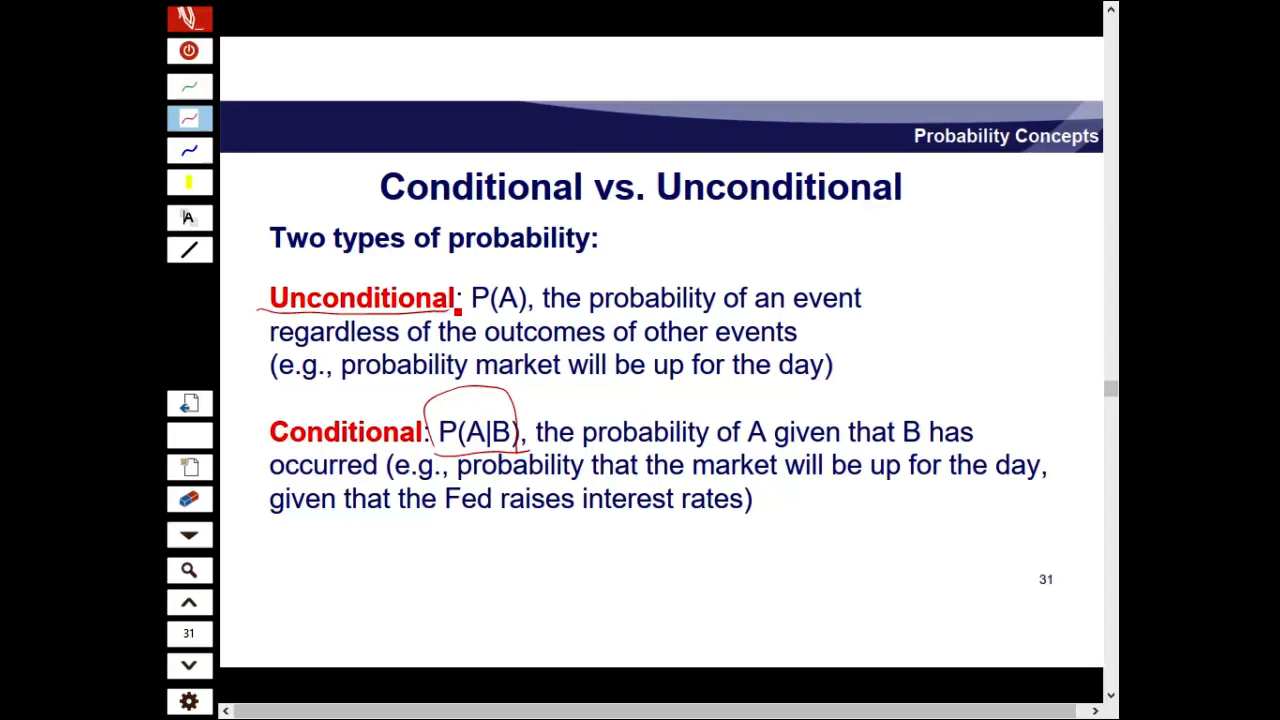 Probability Concepts
Conditional vs. Unconditional
Two types of probability:
Unconditional: P(A), the probability of an event
regardless of the outcomes of other events
(e.g., probability market will be up for the day)
Conditional: P(A|B), the probability of A given that B has
occurred (e.g., probability that the market will be up for the day,
given that the Fed raises interest rates)
31
A
31